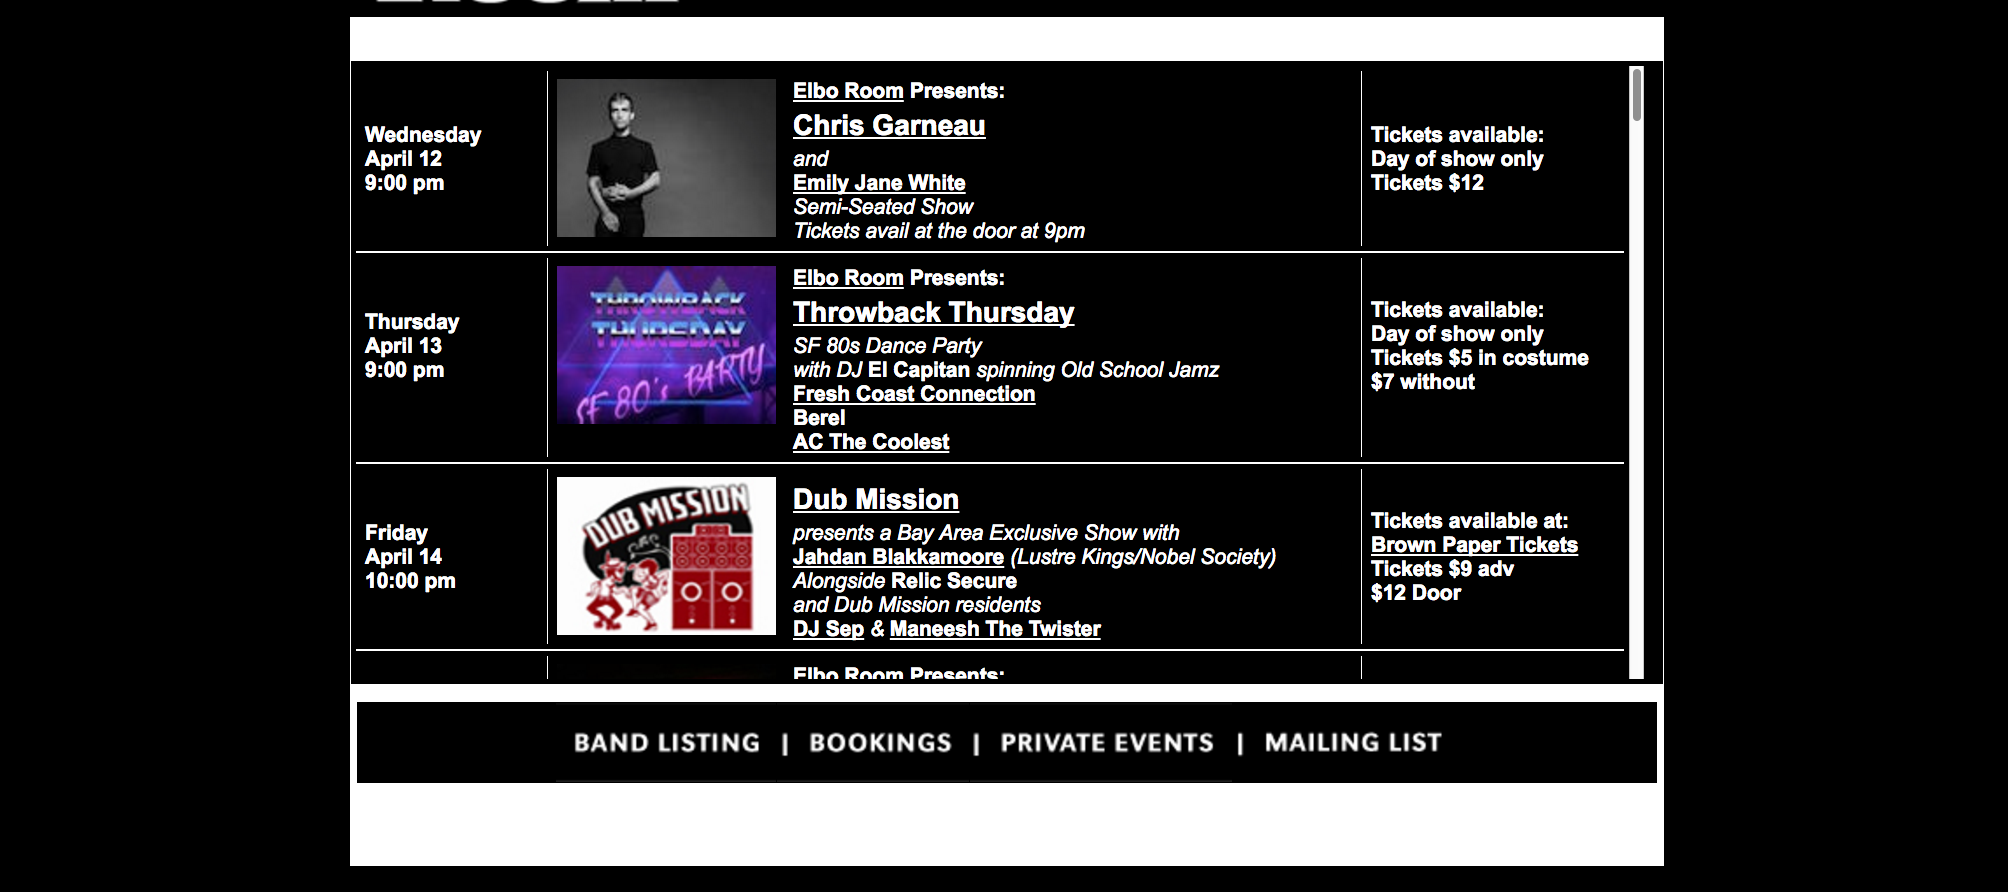 Wednesday
April 12
9:00 pm
Elbo Room Presents:
Chris Garneau
and
Emily Jane White
Semi-Seated Show
Tickets avail at the door at 9pm
Tickets available:
Day of show only
Tickets $12
Thursday
April 13
9:00 pm
THROWBACK
THURSDAY
SF 80's PARTY
Elbo Room Presents:
Throwback Thursday
SF 80s Dance Party
with DJ El Capitan spinning Old School Jamz
Fresh Coast Connection
Berel
AC The Coolest
Tickets available:
Day of show only
Tickets $5 in costume
$7 without
Friday
April 14
10:00 pm
DUB MISSION
Dub Mission
presents a Bay Area Exclusive Show with
Jahdan Blakkamoore (Lustre Kings/Nobel Society)
Alongside Relic Secure
and Dub Mission residents
DJ Sep & Maneesh The Twister
Tickets available at:
Brown Paper Tickets
Tickets $9 adv
$12 Door
Elbo Room Presents:
BAND LISTING | BOOKINGS | PRIVATE EVENTS | MAILING LIST